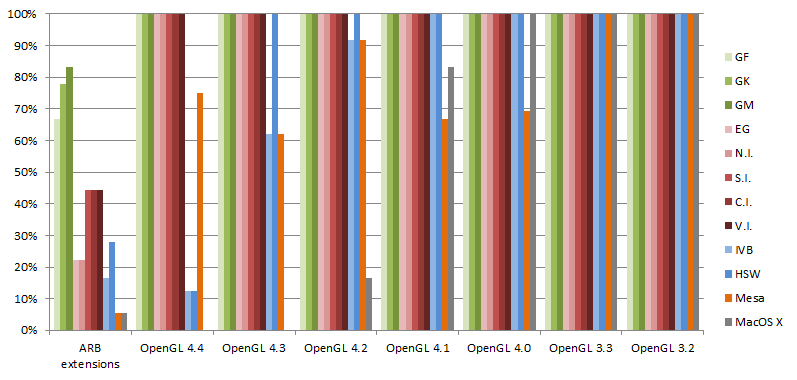 100%
90%
80%
70%
60%
50%
40%
30%
20%
10%
0%
ARB
extensions
OpenGL 4.4
OpenGL 4.3
OpenGL 4.2
OpenGL 4.1
OpenGL 4.0
OpenGL 3.3
OpenGL 3.2
GF
GK
GM
EG
N.I.
S.I.
C.I.
V.I.
IVB
HSW
Mesa
MacOS X